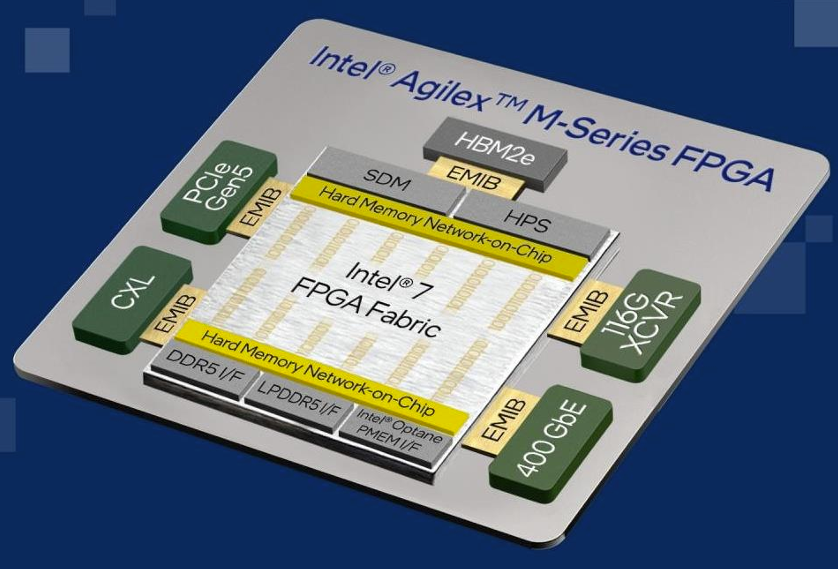 Intel® Agilex™ M-Series FPGA
HBM2e
EMIB
SDM
HPS
Hard Memory Network-on-Chip
PCIe
Gen5
EMIB
CXL
EMIB
Intel® 7
FPGA Fabric
EMIB
116G
XCVR
EMIB
400 GbE
Hard Memory Network-on-Chip
DDR5 I/F
LPDDR5 I/F
Intel® Optane
PMEM I/F